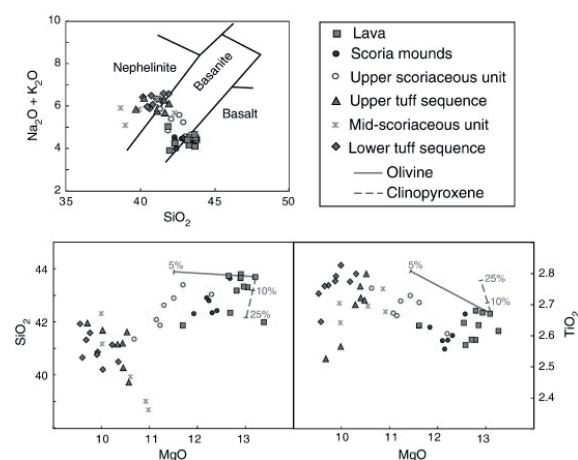 10
8
6
4
2
Na2O + K2O
Nephelinite
Basanite
Basalt
35 40 45 50
SiO2
Lava
Scoria mounds
Upper scoriaceous unit
Upper tuff sequence
Mid-scoriaceous unit
Lower tuff sequence
Olivine
Clinopyroxene
44
42
40
SiO2
5%
10%
25%
10 11 12 13
MgO
5%
25%
10%
2.8
2.7
2.6
2.5
2.4
TiO2
10 11 12 13
MgO